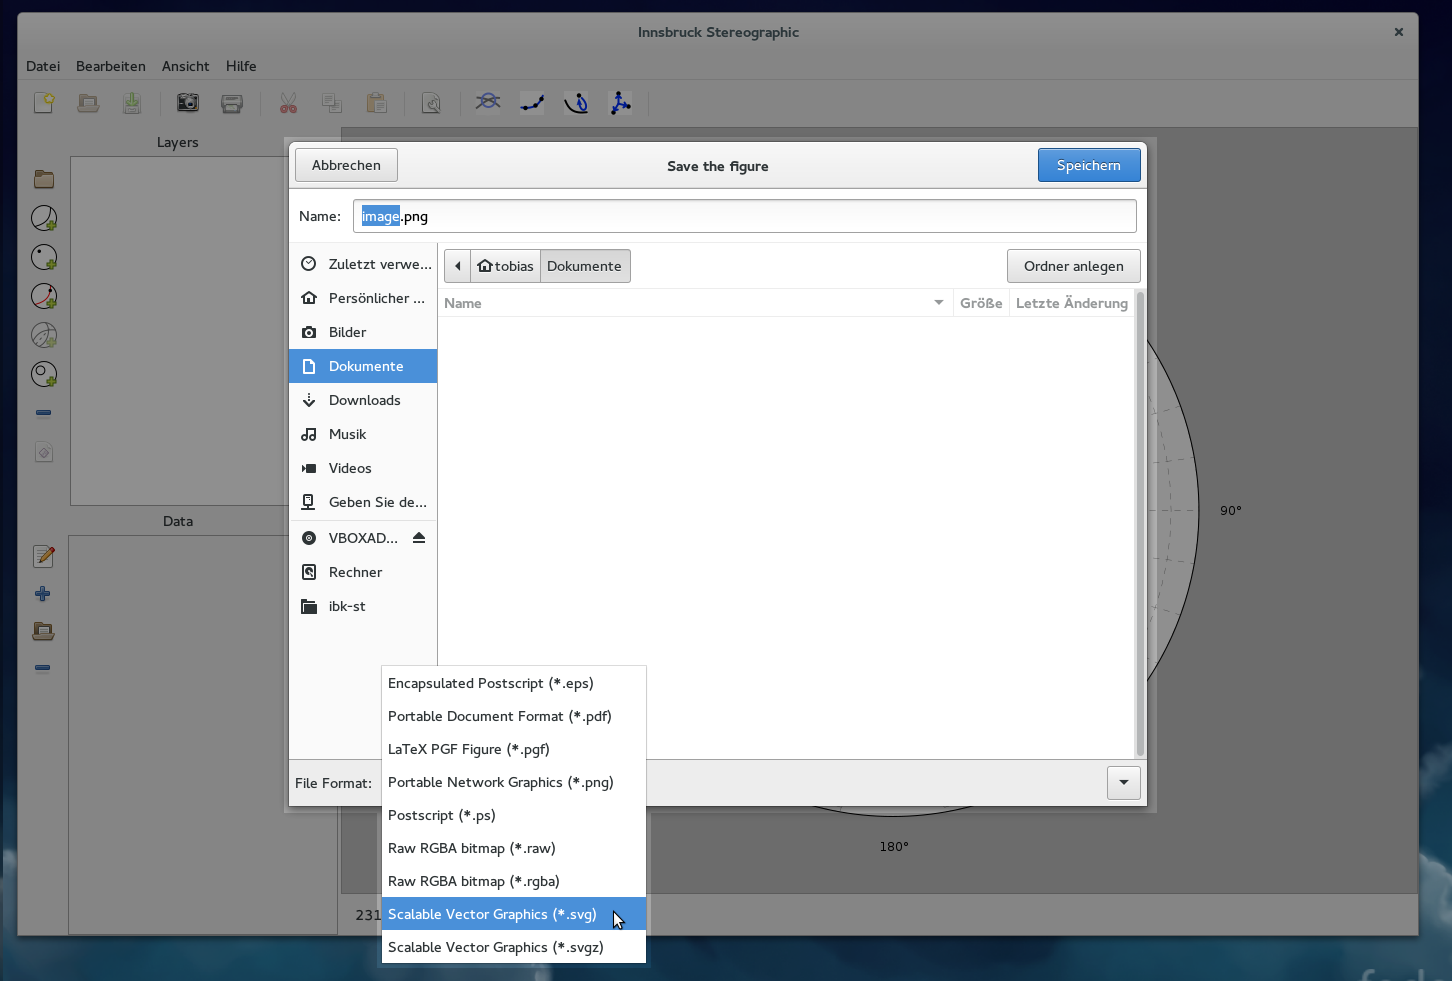 Innsbruck Stereographic
Datei Bearbeiten Ansicht Hilfe
Layers
Abbrechen Save the figure Speichern
Name: image.png
Zuletzt verwe...
Persönlicher ...
Bilder
Dokumente
Downloads
Musik
Videos
Geben Sie de...
VBOXAD...
Rechner
ibk-st
tobias Dokumente Ordner anlegen
Name Größe Letzte Änderung
Data
90°
File Format:
Encapsulated Postscript (*.eps)
Portable Document Format (*.pdf)
LaTeX PGF Figure (*.pgf)
Portable Network Graphics (*.png)
Postscript (*.ps)
Raw RGBA bitmap (*.raw)
Raw RGBA bitmap (*.rgba)
Scalable Vector Graphics (*.svg)
Scalable Vector Graphics (*.svgz)
180°
231